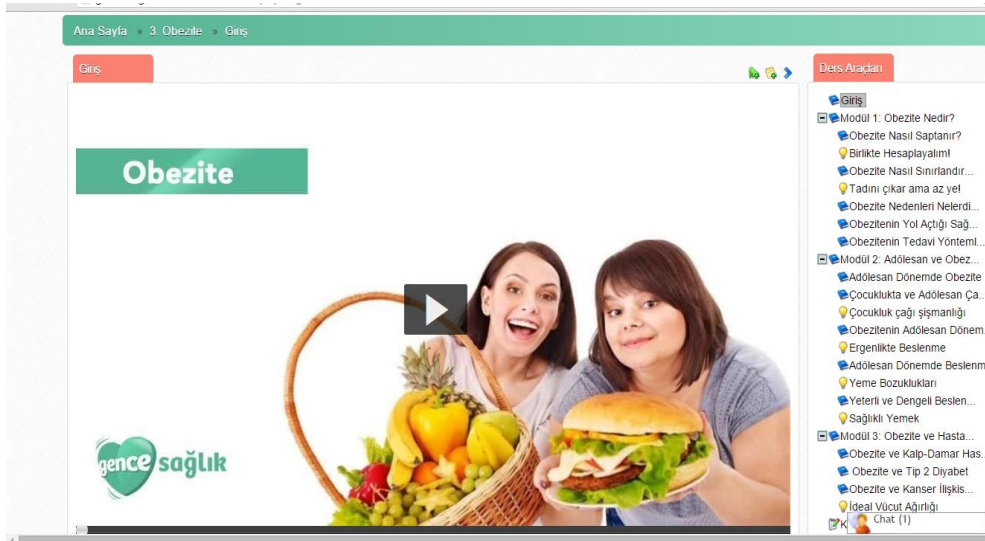 Ana Sayfa » 3. Obezite » Giriş
Giriş
Obezite
gence sağlık
Ders Araçları
Giriş
Modül 1: Obezite Nedir?
Obezite Nasıl Saptanır?
Birlikte Hesaplayalım!
Obezite Nasıl Sınırlandır...
Tadını çıkar ama az ye!
Obezite Nedenleri Nelerdi...
Obezitenin Yol Açtığı Sağ...
Obezitenin Tedavi Yönteml...
Modül 2: Adölesan ve Obez...
Adölesan Dönemde Obezite
Çocuklukta ve Adölesan Ça...
Çocukluk çağı şişmanlığı
Obezitenin Adölesan Dönem
Ergenlikte Beslenme
Adölesan Dönemde Beslenm
Yeme Bozuklukları
Yeterli ve Dengeli Beslen...
Sağlıklı Yemek
Modül 3: Obezite ve Hasta...
Obezite ve Kalp-Damar Has...
Obezite ve Tip 2 Diyabet
Obezite ve Kanser İlişkis...
İdeal Vücut Ağırlığı
K
Chat (1)